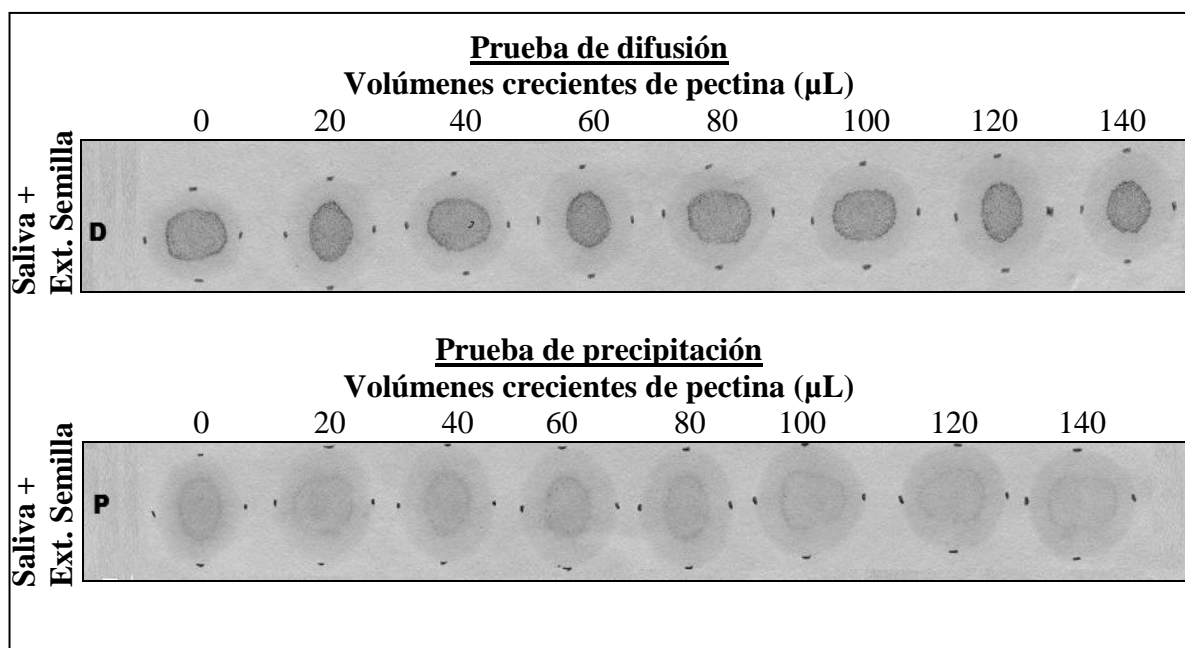 Prueba de difusión
Volúmenes crecientes de pectina (µL)
0 20 40 60 80 100 120 140
Saliva +
Ext. Semilla
D
Prueba de precipitación
Volúmenes crecientes de pectina (µL)
0 20 40 60 80 100 120 140
Saliva +
Ext. Semilla
P